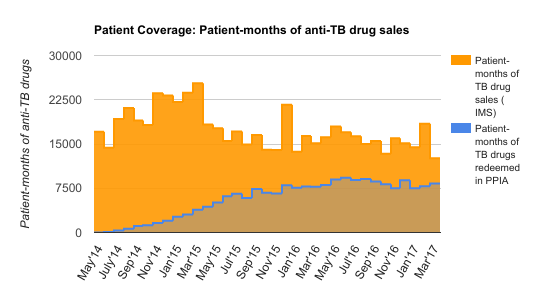 Patient Coverage: Patient-months of anti-TB drug sales
Patient-months of anti-TB drugs
30000
22500
15000
7500
0
May'14
July'14
Sep'14
Nov'14
Jan'15
Mar'15
May'15
Jul'15
Sep'15
Nov'15
Jan'16
Mar'16
May'16
Jul'16
Sep'16
Nov'16
Jan'17
Mar'17
Patient-
months of
TB drug
sales (
IMS)
Patient-
months of
TB drugs
redeemed
in PPIA